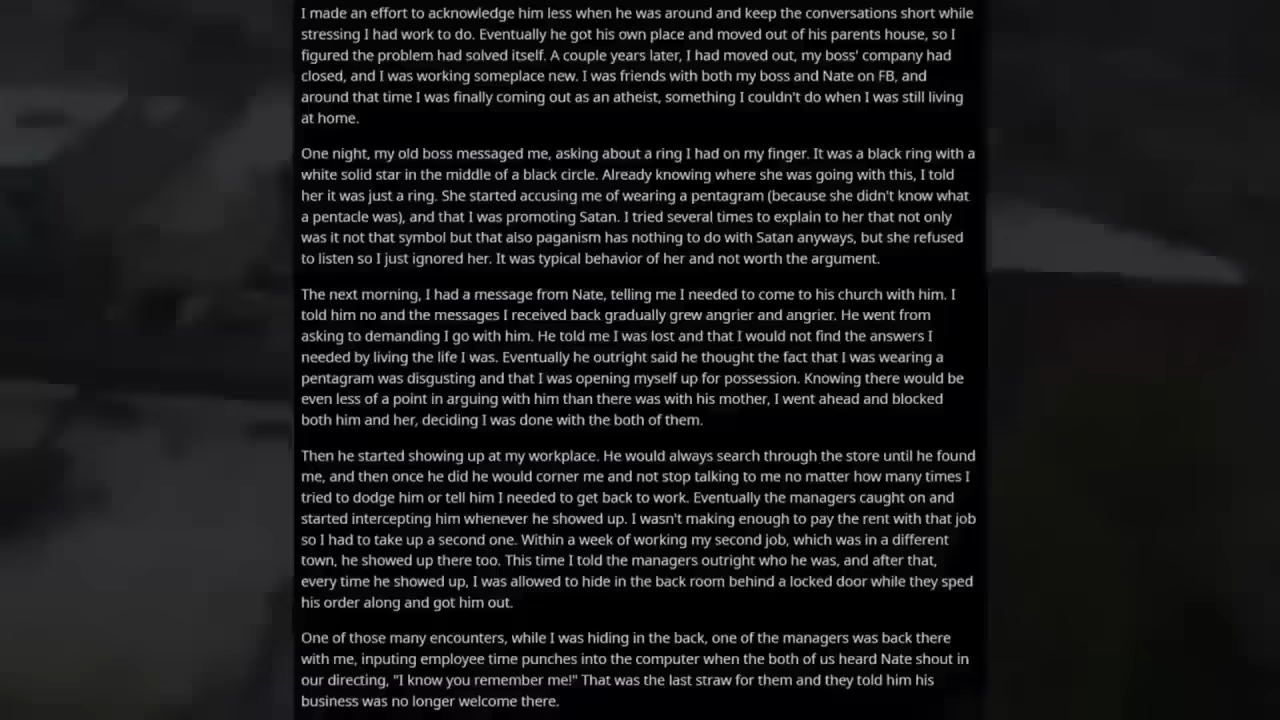 I made an effort to acknowledge him less when he was around and keep the conversations short while
stressing I had work to do. Eventually he got his own place and moved out of his parents house, so I
figured the problem had solved itself. A couple years later, I had moved out, my boss' company had
closed, and I was working someplace new. I was friends with both my boss and Nate on FB, and
around that time I was finally coming out as an atheist, something I couldn't do when I was still living
at home.
One night, my old boss messaged me, asking about a ring I had on my finger. It was a black ring with a
white solid star in the middle of a black circle. Already knowing where she was going with this, I told
her it was just a ring. She started accusing me of wearing a pentagram (because she didn't know what
a pentacle was), and that I was promoting Satan. I tried several times to explain to her that not only
was it not that symbol but that also paganism has nothing to do with Satan anyways, but she refused
to listen so I just ignored her. It was typical behavior of her and not worth the argument.
The next morning, I had a message from Nate, telling me I needed to come to his church with him. I
told him no and the messages I received back gradually grew angrier and angrier. He went from
asking to demanding I go with him. He told me I was lost and that I would not find the answers I
needed by living the life I was. Eventually he outright said he thought the fact that I was wearing a
pentagram was disgusting and that I was opening myself up for possession. Knowing there would be
even less of a point in arguing with him than there was with his mother, I went ahead and blocked
both him and her, deciding I was done with the both of them.
Then he started showing up at my workplace. He would always search through the store until he found
me, and then once he did he would corner me and not stop talking to me no matter how many times I
tried to dodge him or tell him I needed to get back to work. Eventually the managers caught on and
started intercepting him whenever he showed up. I wasn't making enough to pay the rent with that job
so I had to take up a second one. Within a week of working my second job, which was in a different
town, he showed up there too. This time I told the managers outright who he was, and after that,
every time he showed up, I was allowed to hide in the back room behind a locked door while they sped
his order along and got him out.
One of those many encounters, while I was hiding in the back, one of the managers was back there
with me, inputing employee time punches into the computer when the both of us heard Nate shout in
our directing, "I know you remember me!" That was the last straw for them and they told him his
business was no longer welcome there.